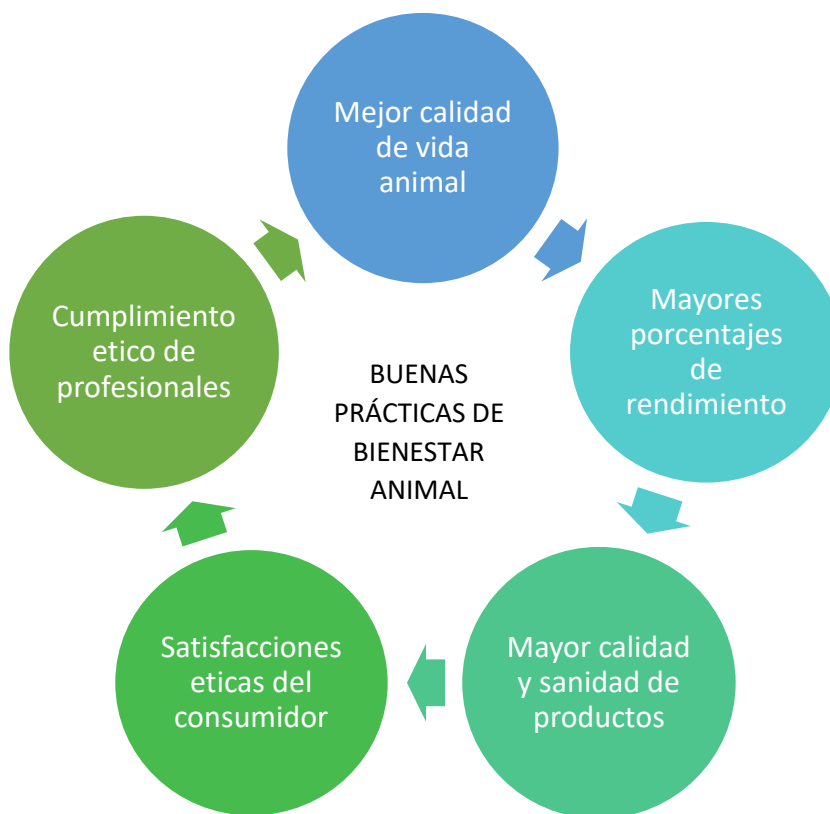 Mejor calidad
de vida
animal
Mayores
porcentajes
de
rendimiento
Mayor calidad
y sanidad de
productos
Satisfacciones
eticas del
consumidor
Cumplimiento
etico de
profesionales
BUENAS
PRÁCTICAS DE
BIENESTAR
ANIMAL